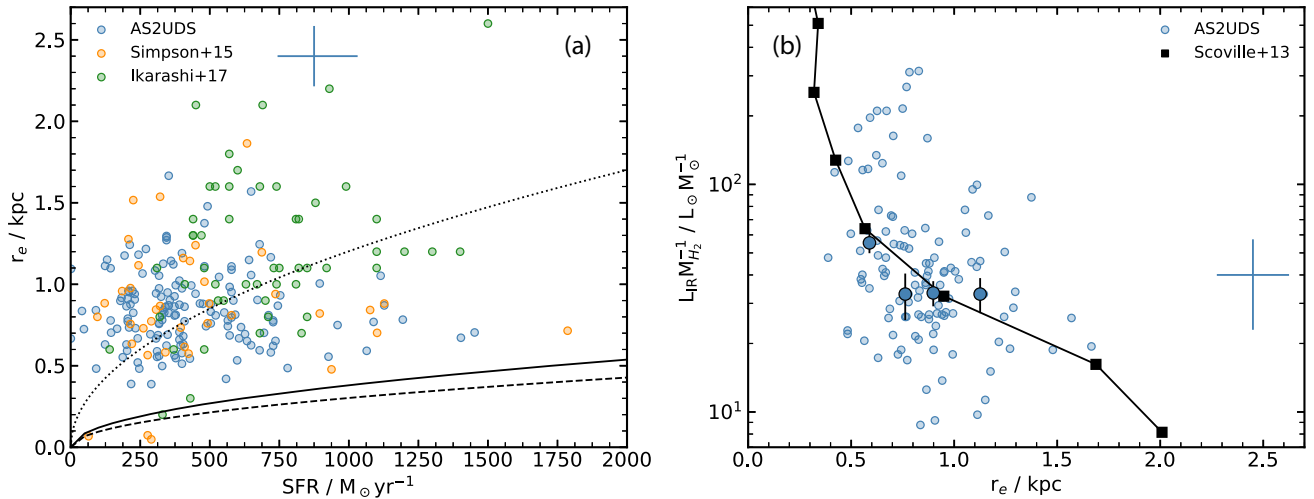 AS2UDS
Simpson+15
Ikarashi+17
(a)
2.5
2.0
1.5
1.0
0.5
0.0
r_e / kpc
0 250 500 750 1000 1250 1500 1750 2000
SFR / M⊙ yr⁻¹
(b)
AS2UDS
Scoville+13
10²
10¹
L_IR M_H₂⁻¹ / L⊙ M⊙⁻¹
0.0 0.5 1.0 1.5 2.0 2.5
r_e / kpc